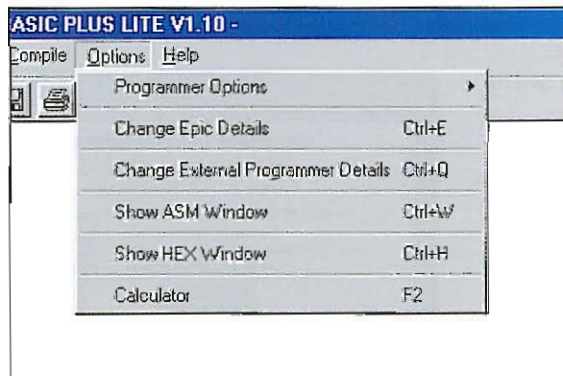 ASIC PLUS LITE V1.10 -
Compile Options Help
Programmer Options
Change Epic Details Ctrl+E
Change External Programmer Details Ctrl+Q
Show ASM Window Ctrl+W
Show HEX Window Ctrl+H
Calculator F2